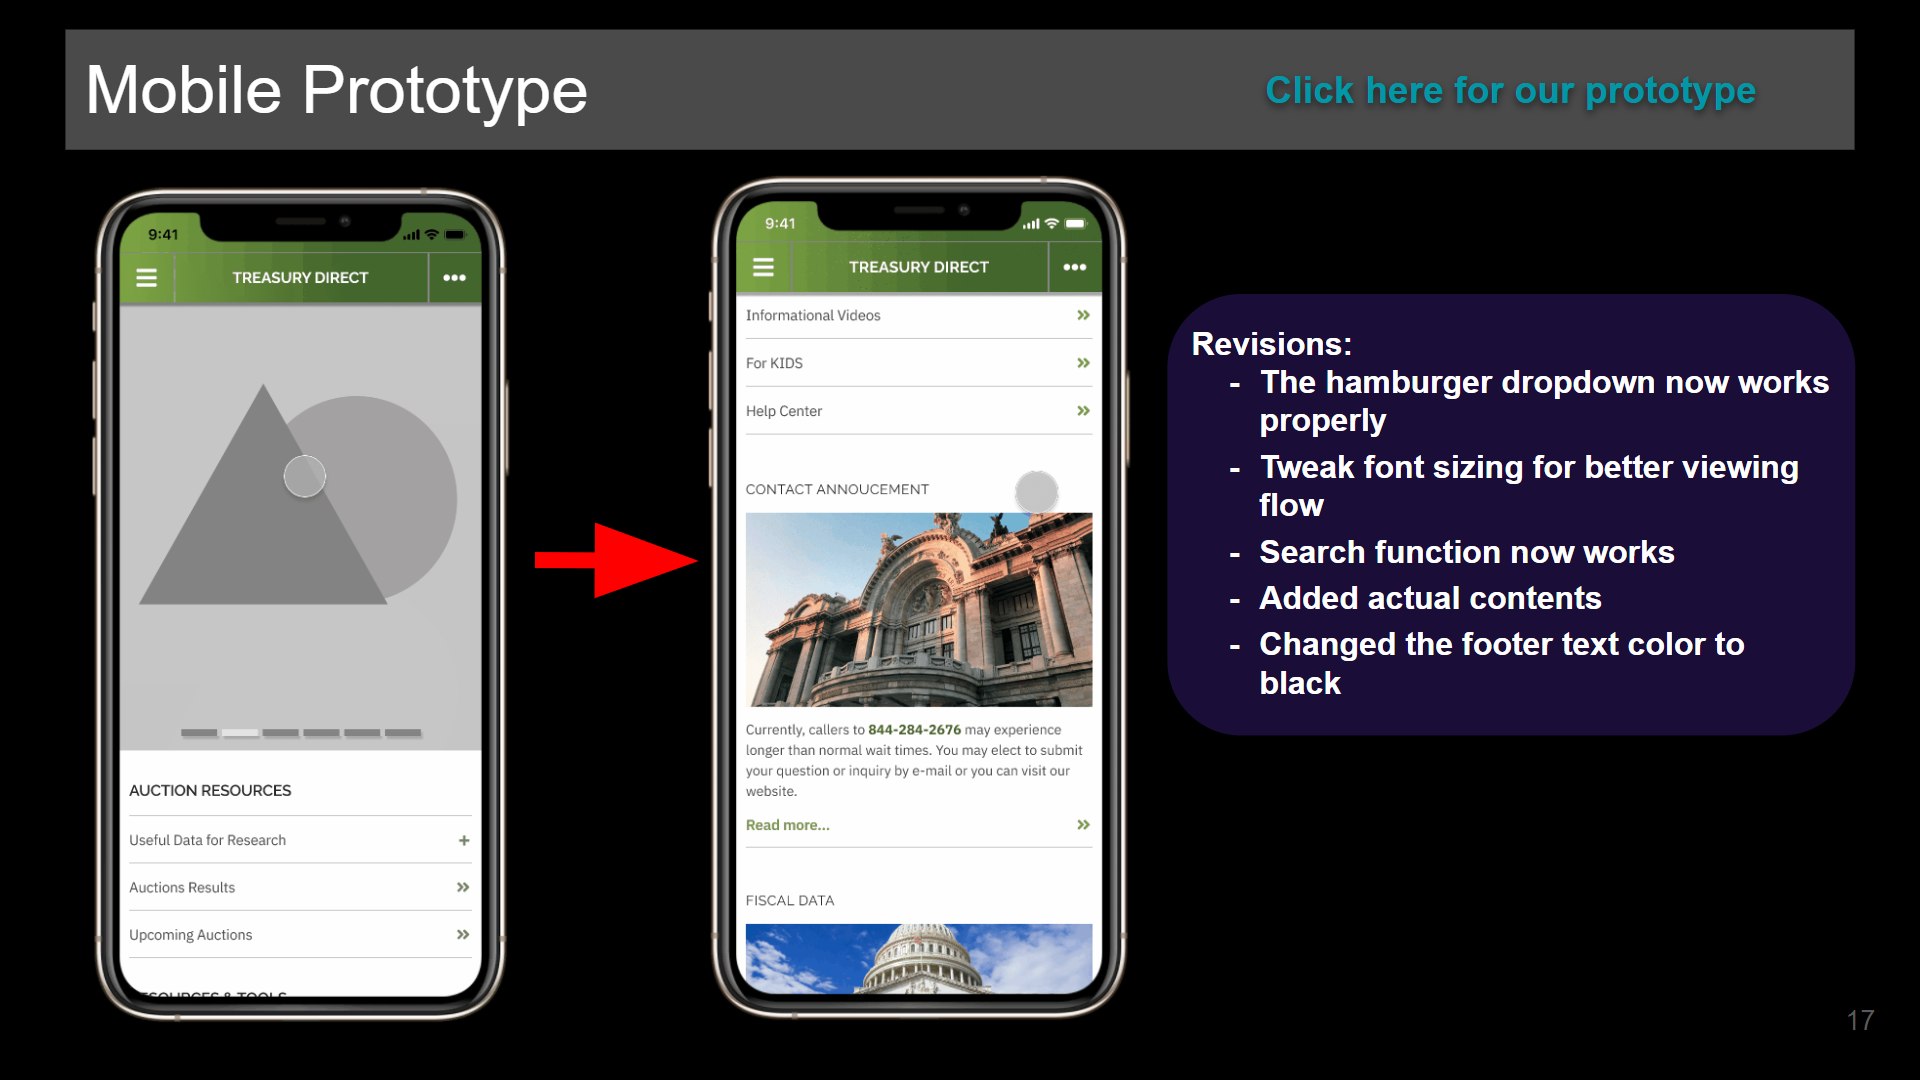 Mobile Prototype
Click here for our prototype
9:41
TREASURY DIRECT
AUCTION RESOURCES
Useful Data for Research
Auctions Results
Upcoming Auctions
RESOURCES & TOOLS
9:41
TREASURY DIRECT
Informational Videos
For KIDS
Help Center
CONTACT ANNOUCEMENT
Currently, callers to 844-284-2676 may experience
longer than normal wait times. You may elect to submit
your question or inquiry by e-mail or you can visit our
website.
Read more...
FISCAL DATA
Revisions:
- The hamburger dropdown now works
properly
- Tweak font sizing for better viewing
flow
- Search function now works
- Added actual contents
- Changed the footer text color to
black
17